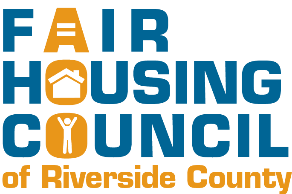 FAIR
HOUSING
COUNCIL
of Riverside County